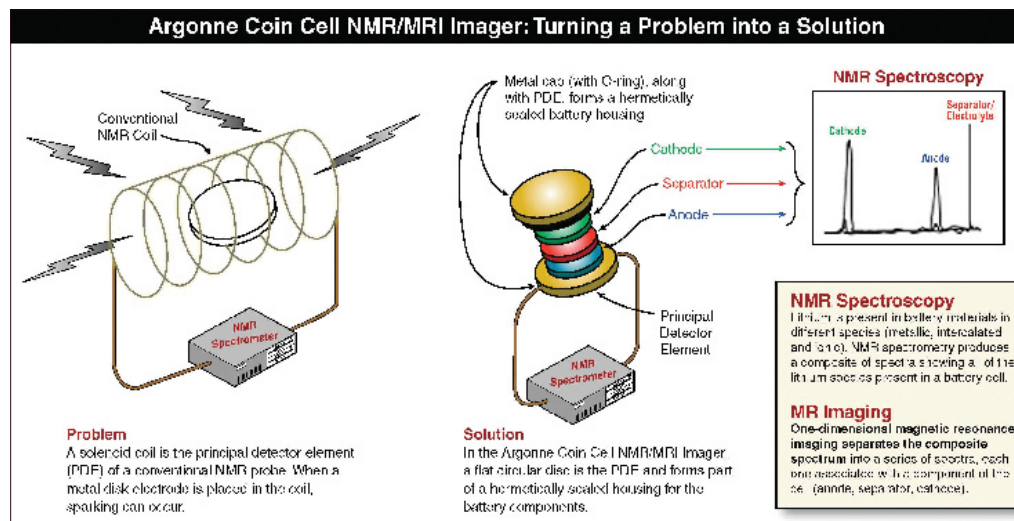 Argonne Coin Cell NMR/MRI Imager: Turning a Problem into a Solution
Conventional
NMR Coil
NMR
Spectrometer
Problem
A solenoid coil is the principal detector element
(PDE) of a conventional NMR probe. When a
metal disk electrode is placed in the coil,
sparking can occur.
Metal cap (with O-ring), along
with PDE, forms a hermetically
sealed battery housing
Cathode
Separator
Anode
Principal
Detector
Element
NMR
Spectrometer
Solution
In the Argonne Coin Cell NMR/MRI Imager,
a flat circular disc is the PDE and forms part
of a hermetically sealed housing for the
battery components.
NMR Spectroscopy
Cathode
Anode
Separator/
Electrolyte
NMR Spectroscopy
Lithium is present in battery materials in
different species (metallic, intercalated
and ionic). NMR spectrometry produces
a composite of spectra showing all of the
lithium species present in a battery cell.
MR Imaging
One-dimensional magnetic resonance
imaging separates the composite
spectrum into a series of spectra, each
one associated with a component of the
cell (anode, separator, cathode).